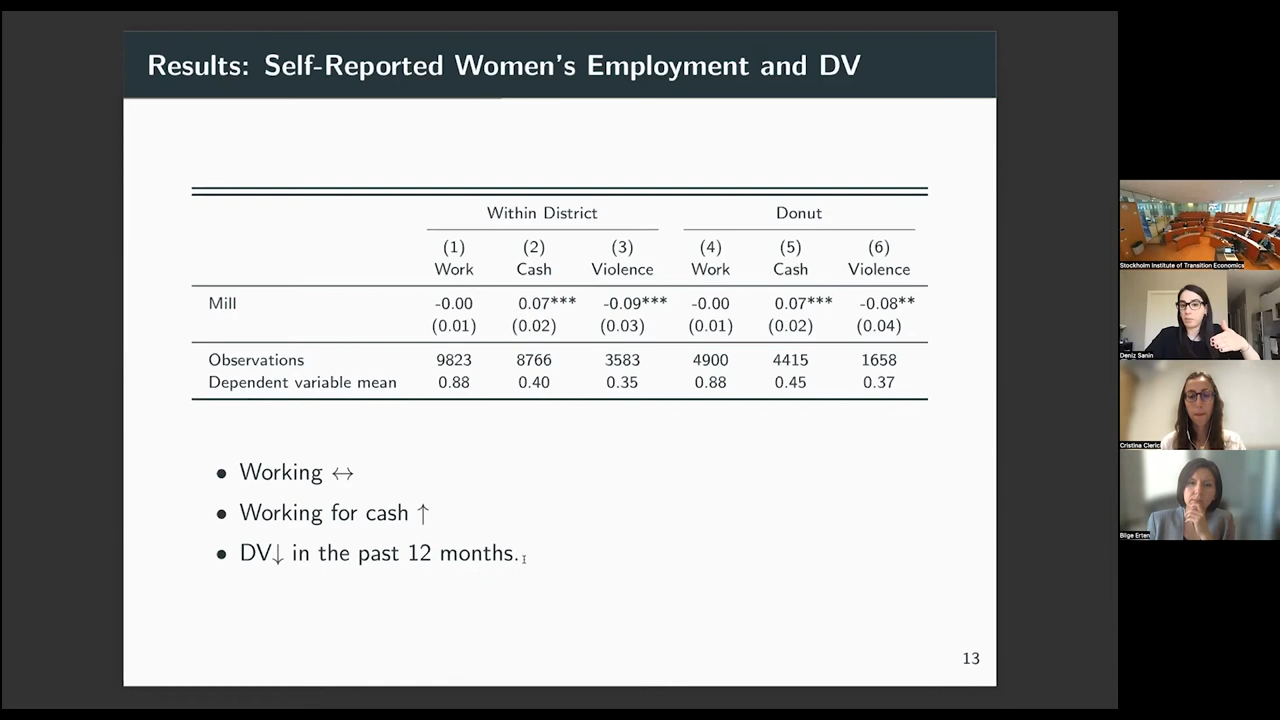 Results: Self-Reported Women's Employment and DV
Within District Donut
(1) (2) (3) (4) (5) (6)
Work Cash Violence Work Cash Violence
Mill -0.00 0.07*** -0.09*** -0.00 0.07*** -0.08**
(0.01) (0.02) (0.03) (0.01) (0.02) (0.04)
Observations 9823 8766 3583 4900 4415 1658
Dependent variable mean 0.88 0.40 0.35 0.88 0.45 0.37
• Working ↔
• Working for cash ↑
• DV↓ in the past 12 months.
13
Stockholm Institute of Transition Economics
Deniz Sanin
Cristina Clerici
Bilge Erten